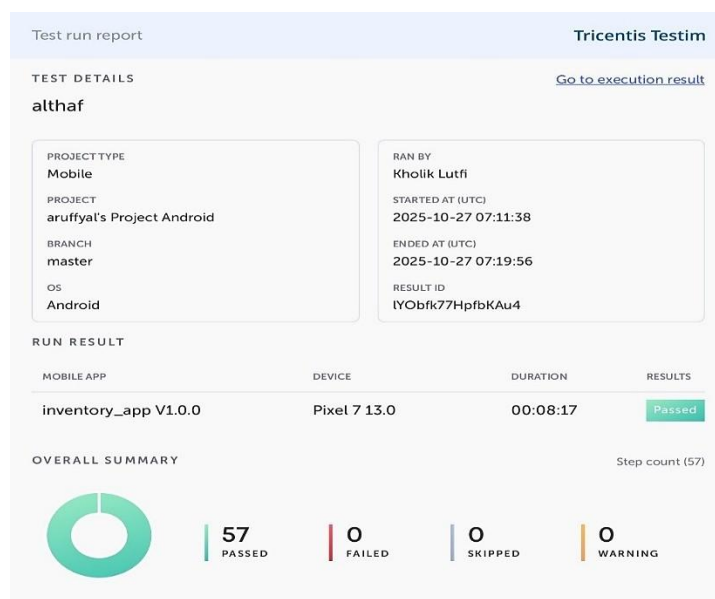 Test run report
Tricentis Testim
TEST DETAILS
Go to execution result
althaf
PROJECT TYPE
Mobile
PROJECT
aruffyal's Project Android
BRANCH
master
OS
Android
RAN BY
Kholik Lutfi
STARTED AT (UTC)
2025-10-27 07:11:38
ENDED AT (UTC)
2025-10-27 07:19:56
RESULT ID
lYObfk77HpfbKAu4
RUN RESULT
MOBILE APP DEVICE DURATION RESULTS
inventory_app V1.0.0 Pixel 7 13.0 00:08:17 Passed
OVERALL SUMMARY
Step count (57)
57 PASSED
0 FAILED
0 SKIPPED
0 WARNING